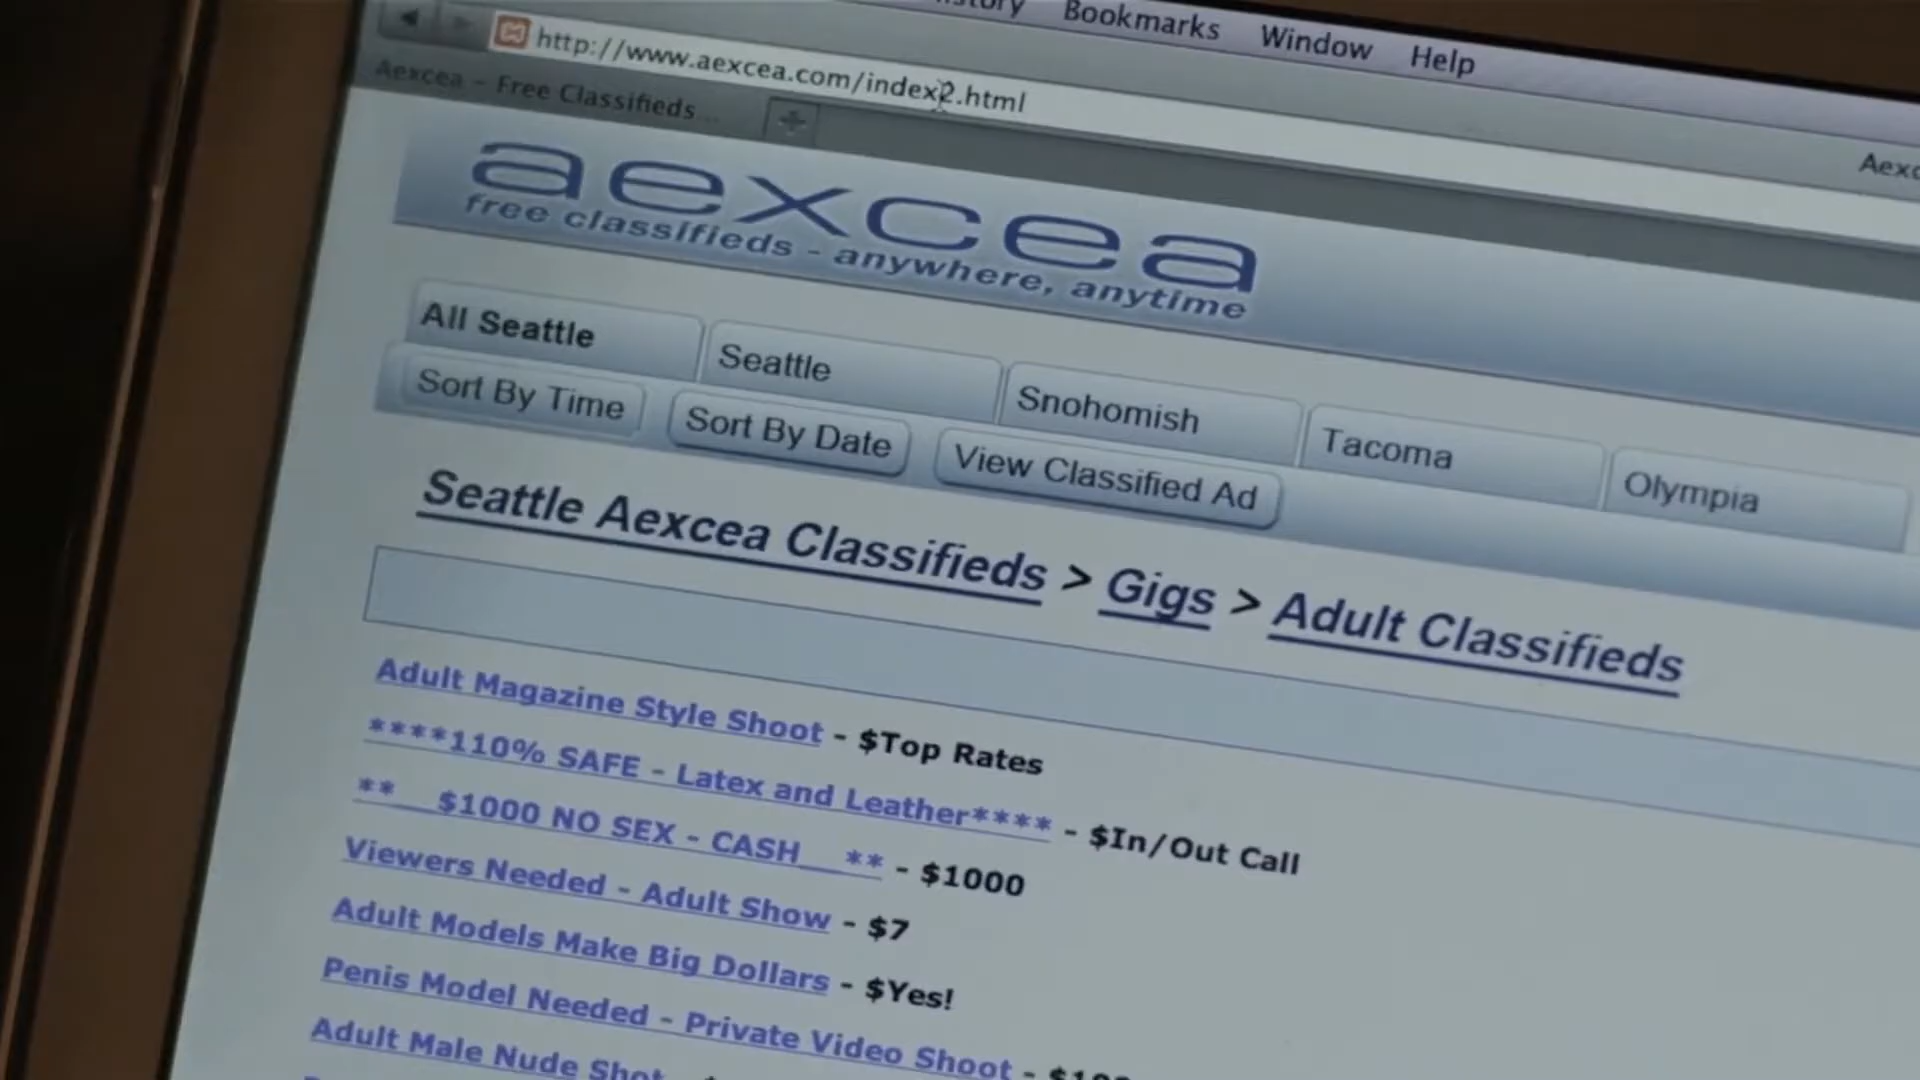 Bookmarks Window Help
http://www.aexcea.com/index2.html
Aexcea - Free Classifieds...
aexcea
free classifieds - anywhere, anytime
All Seattle Seattle Snohomish Tacoma Olympia
Sort By Time Sort By Date View Classified Ad
Seattle Aexcea Classifieds > Gigs > Adult Classifieds
Adult Magazine Style Shoot - $Top Rates
****110% SAFE - Latex and Leather**** - $In/Out Call
**__$1000 NO SEX - CASH__** - $1000
Viewers Needed - Adult Show - $7
Adult Models Make Big Dollars - $Yes!
Penis Model Needed - Private Video Shoot -
Adult Male Nude Shot